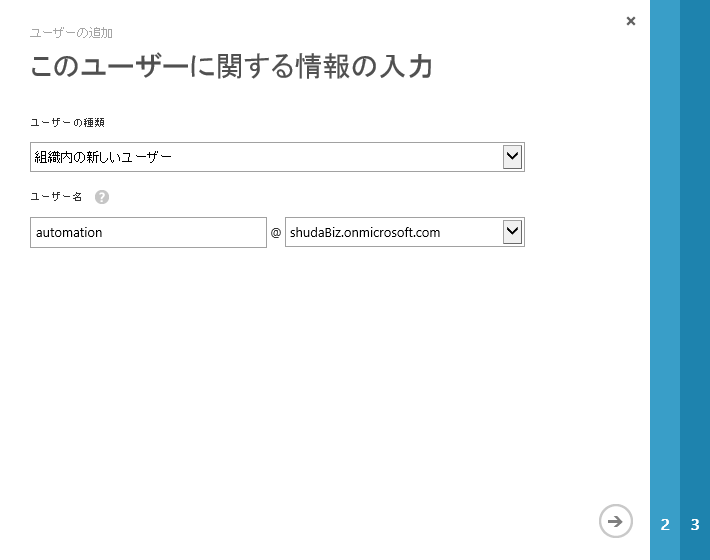 ユーザーの追加
このユーザーに関する情報の入力
ユーザーの種類
組織内の新しいユーザー
ユーザー名 ?
automation @ shudaBiz.onmicrosoft.com
2 3